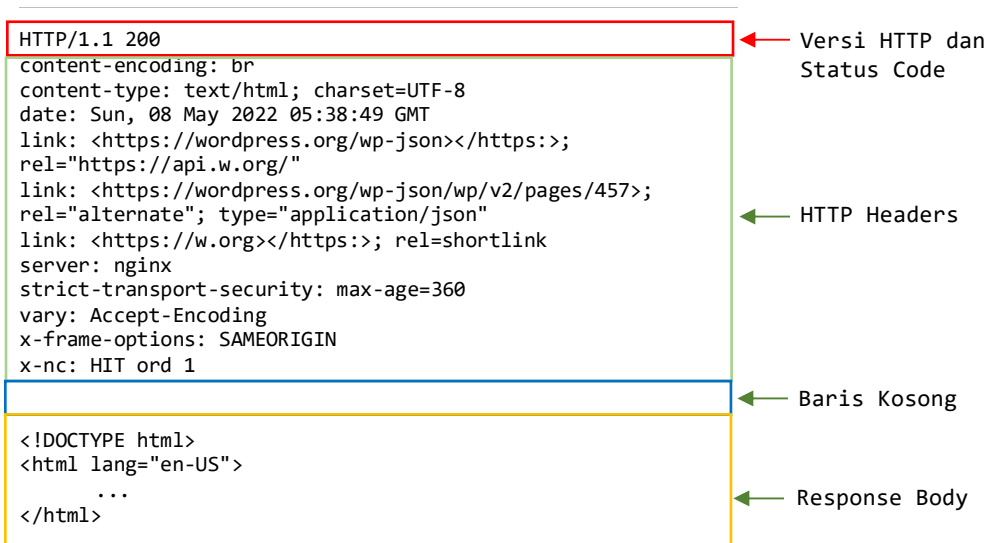 HTTP/1.1 200
Versi HTTP dan
Status Code
content-encoding: br
content-type: text/html; charset=UTF-8
date: Sun, 08 May 2022 05:38:49 GMT
link: <https://wordpress.org/wp-json></https:>;
rel="https://api.w.org/"
link: <https://wordpress.org/wp-json/wp/v2/pages/457>;
rel="alternate"; type="application/json"
link: <https://w.org></https:>; rel=shortlink
server: nginx
strict-transport-security: max-age=360
vary: Accept-Encoding
x-frame-options: SAMEORIGIN
x-nc: HIT ord 1
HTTP Headers
Baris Kosong
<!DOCTYPE html>
<html lang="en-US">
...
</html>
Response Body